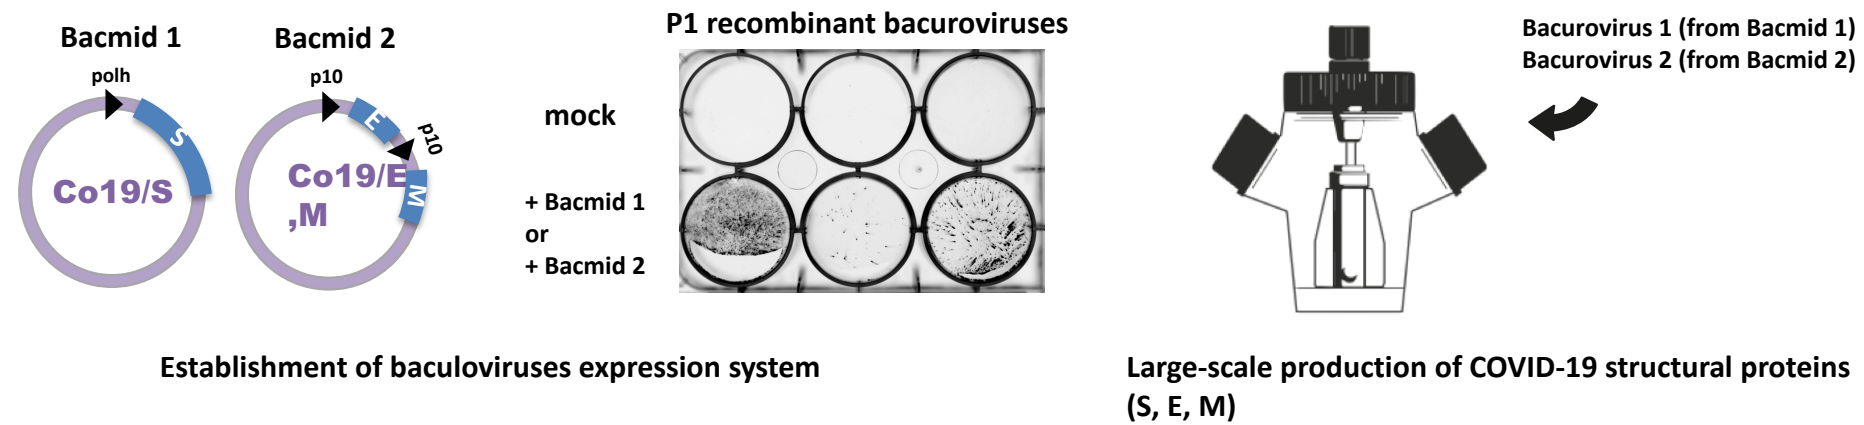 Bacmid 1
polh
S
Co19/S
Bacmid 2
p10
E
p10
Co19/E
,M
M
P1 recombinant bacuroviruses
mock
+ Bacmid 1
or
+ Bacmid 2
Establishment of baculoviruses expression system
Bacurovirus 1 (from Bacmid 1)
Bacurovirus 2 (from Bacmid 2)
Large-scale production of COVID-19 structural proteins
(S, E, M)